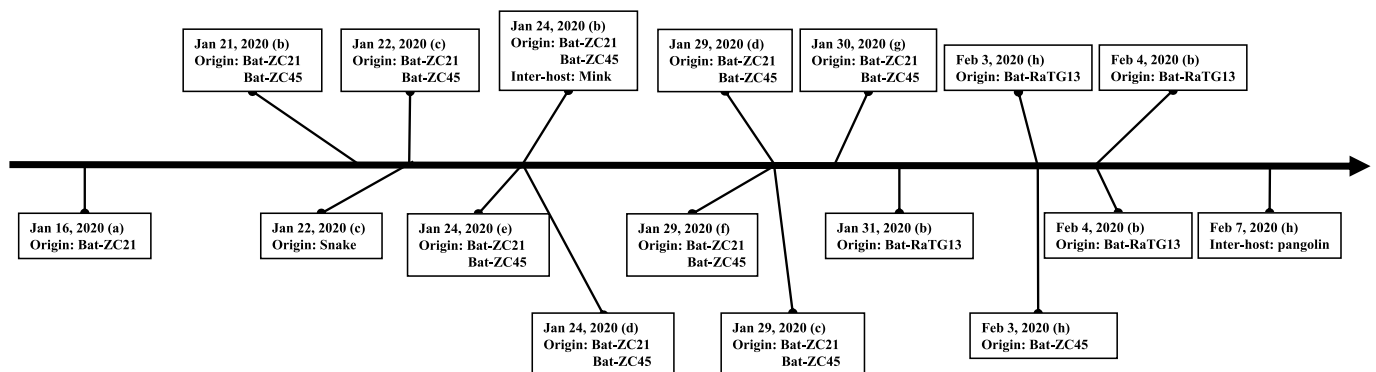 Jan 21, 2020 (b)
Origin: Bat-ZC21
Bat-ZC45
Jan 22, 2020 (c)
Origin: Bat-ZC21
Bat-ZC45
Jan 24, 2020 (b)
Origin: Bat-ZC21
Bat-ZC45
Inter-host: Mink
Jan 29, 2020 (d)
Origin: Bat-ZC21
Bat-ZC45
Jan 30, 2020 (g)
Origin: Bat-ZC21
Bat-ZC45
Feb 3, 2020 (h)
Origin: Bat-RaTG13
Feb 4, 2020 (b)
Origin: Bat-RaTG13
Jan 16, 2020 (a)
Origin: Bat-ZC21
Jan 22, 2020 (c)
Origin: Snake
Jan 24, 2020 (e)
Origin: Bat-ZC21
Bat-ZC45
Jan 29, 2020 (f)
Origin: Bat-ZC21
Bat-ZC45
Jan 31, 2020 (b)
Origin: Bat-RaTG13
Feb 4, 2020 (b)
Origin: Bat-RaTG13
Feb 7, 2020 (h)
Inter-host: pangolin
Jan 24, 2020 (d)
Origin: Bat-ZC21
Bat-ZC45
Jan 29, 2020 (c)
Origin: Bat-ZC21
Bat-ZC45
Feb 3, 2020 (h)
Origin: Bat-ZC45